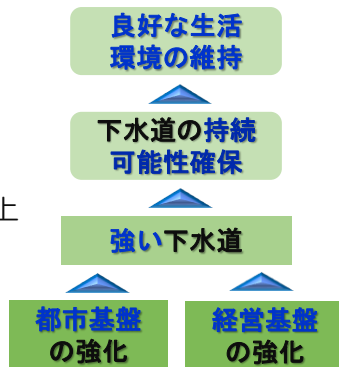 良好な生活
環境の維持
下水道の持続
可能性確保
上
強い下水道
都市基盤
の強化
経営基盤
の強化